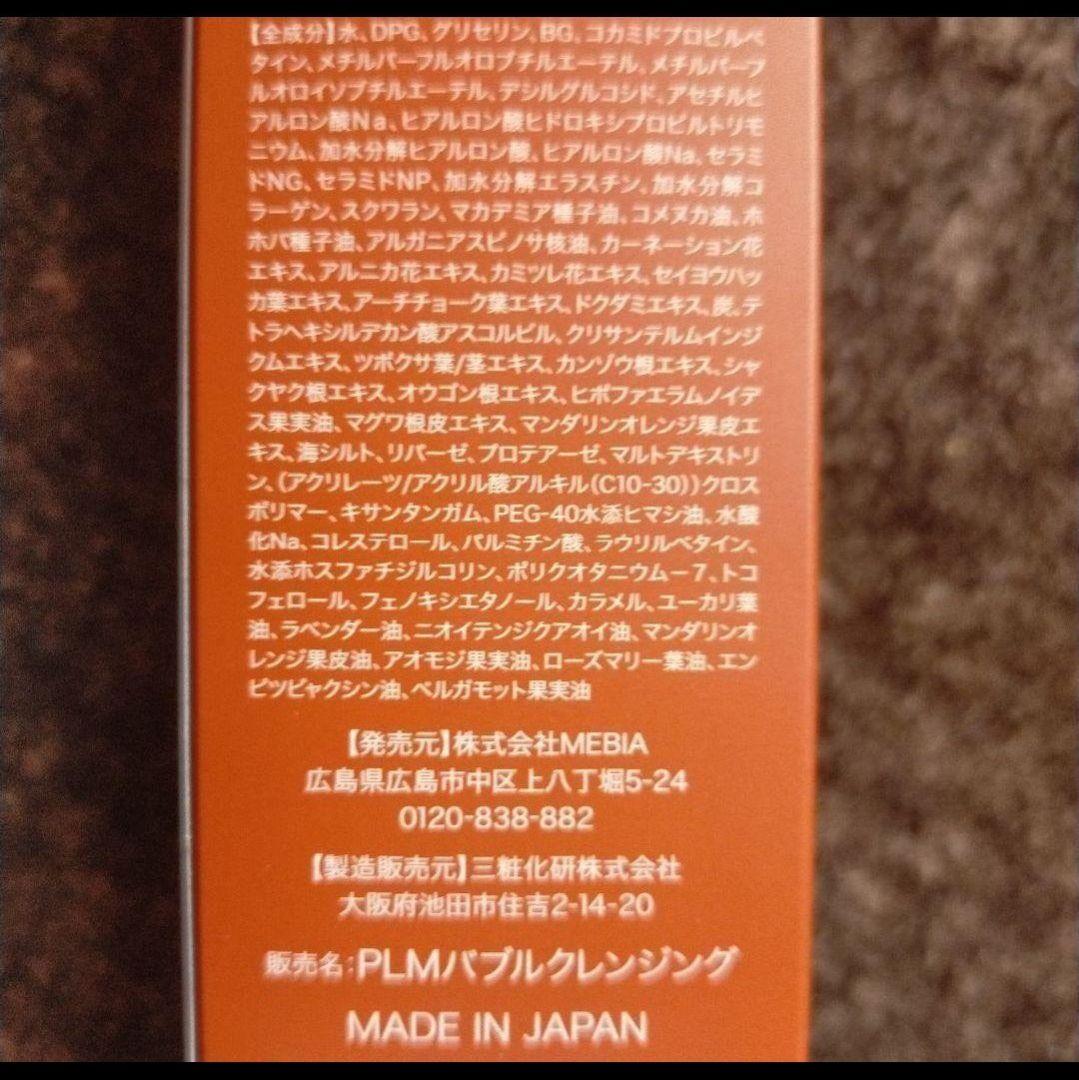 【全成分】水、DPG、グリセリン、BG、コカミドプロピルベ
タイン、メチルパーフルオロブチルエーテル、メチルパーフ
ルオロイソブチルエーテル、デシルグルコシド、アセチルヒ
アルロン酸Na、ヒアルロン酸ヒドロキシプロピルトリモ
ニウム、加水分解ヒアルロン酸、ヒアルロン酸Na、セラミ
ドNG、セラミドNP、加水分解エラスチン、加水分解コ
ラーゲン、スクワラン、マカデミア種子油、コメヌカ油、ホ
ホバ種子油、アルガニアスピノサ核油、カーネーション花
エキス、アルニカ花エキス、カミツレ花エキス、セイヨウハッ
カ葉エキス、アーチチョーク葉エキス、ドクダミエキス、炭、テ
トラヘキシルデカン酸アスコルビル、クリサンテルムインジ
クムエキス、ツボクサ葉/茎エキス、カンゾウ根エキス、シャ
クヤク根エキス、オウゴン根エキス、ヒポファエラムノイデ
ス果実油、マグワ根皮エキス、マンダリンオレンジ果皮エ
キス、海シルト、リパーゼ、プロテアーゼ、マルトデキストリ
ン、(アクリレーツ/アクリル酸アルキル(C10-30))クロス
ポリマー、キサンタンガム、PEG-40水添ヒマシ油、水酸
化Na、コレステロール、パルミチン酸、ラウリルベタイン、
水添ホスファチジルコリン、ポリクオタニウムー7、トコ
フェロール、フェノキシエタノール、カラメル、ユーカリ葉
油、ラベンダー油、ニオイテンジクアオイ油、マンダリンオ
レンジ果皮油、アオモジ果実油、ローズマリー葉油、エン
ピツビャクシン油、ベルガモット果実油
【発売元】株式会社MEBIA
広島県広島市中区上八丁堀5-24
0120-838-882
【製造販売元】三粧化研株式会社
大阪府池田市住吉2-14-20
販売名:PLMバブルクレンジング
MADE IN JAPAN